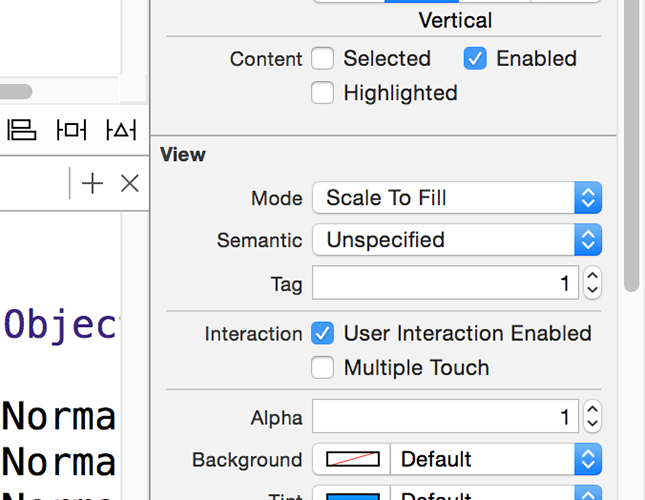 Vertical
Content Selected Enabled
Highlighted
View
Mode Scale To Fill
Semantic Unspecified
Tag 1
Interaction User Interaction Enabled
Multiple Touch
Alpha 1
Background Default
Tint Default
Objec
Norma
Norma
Norma